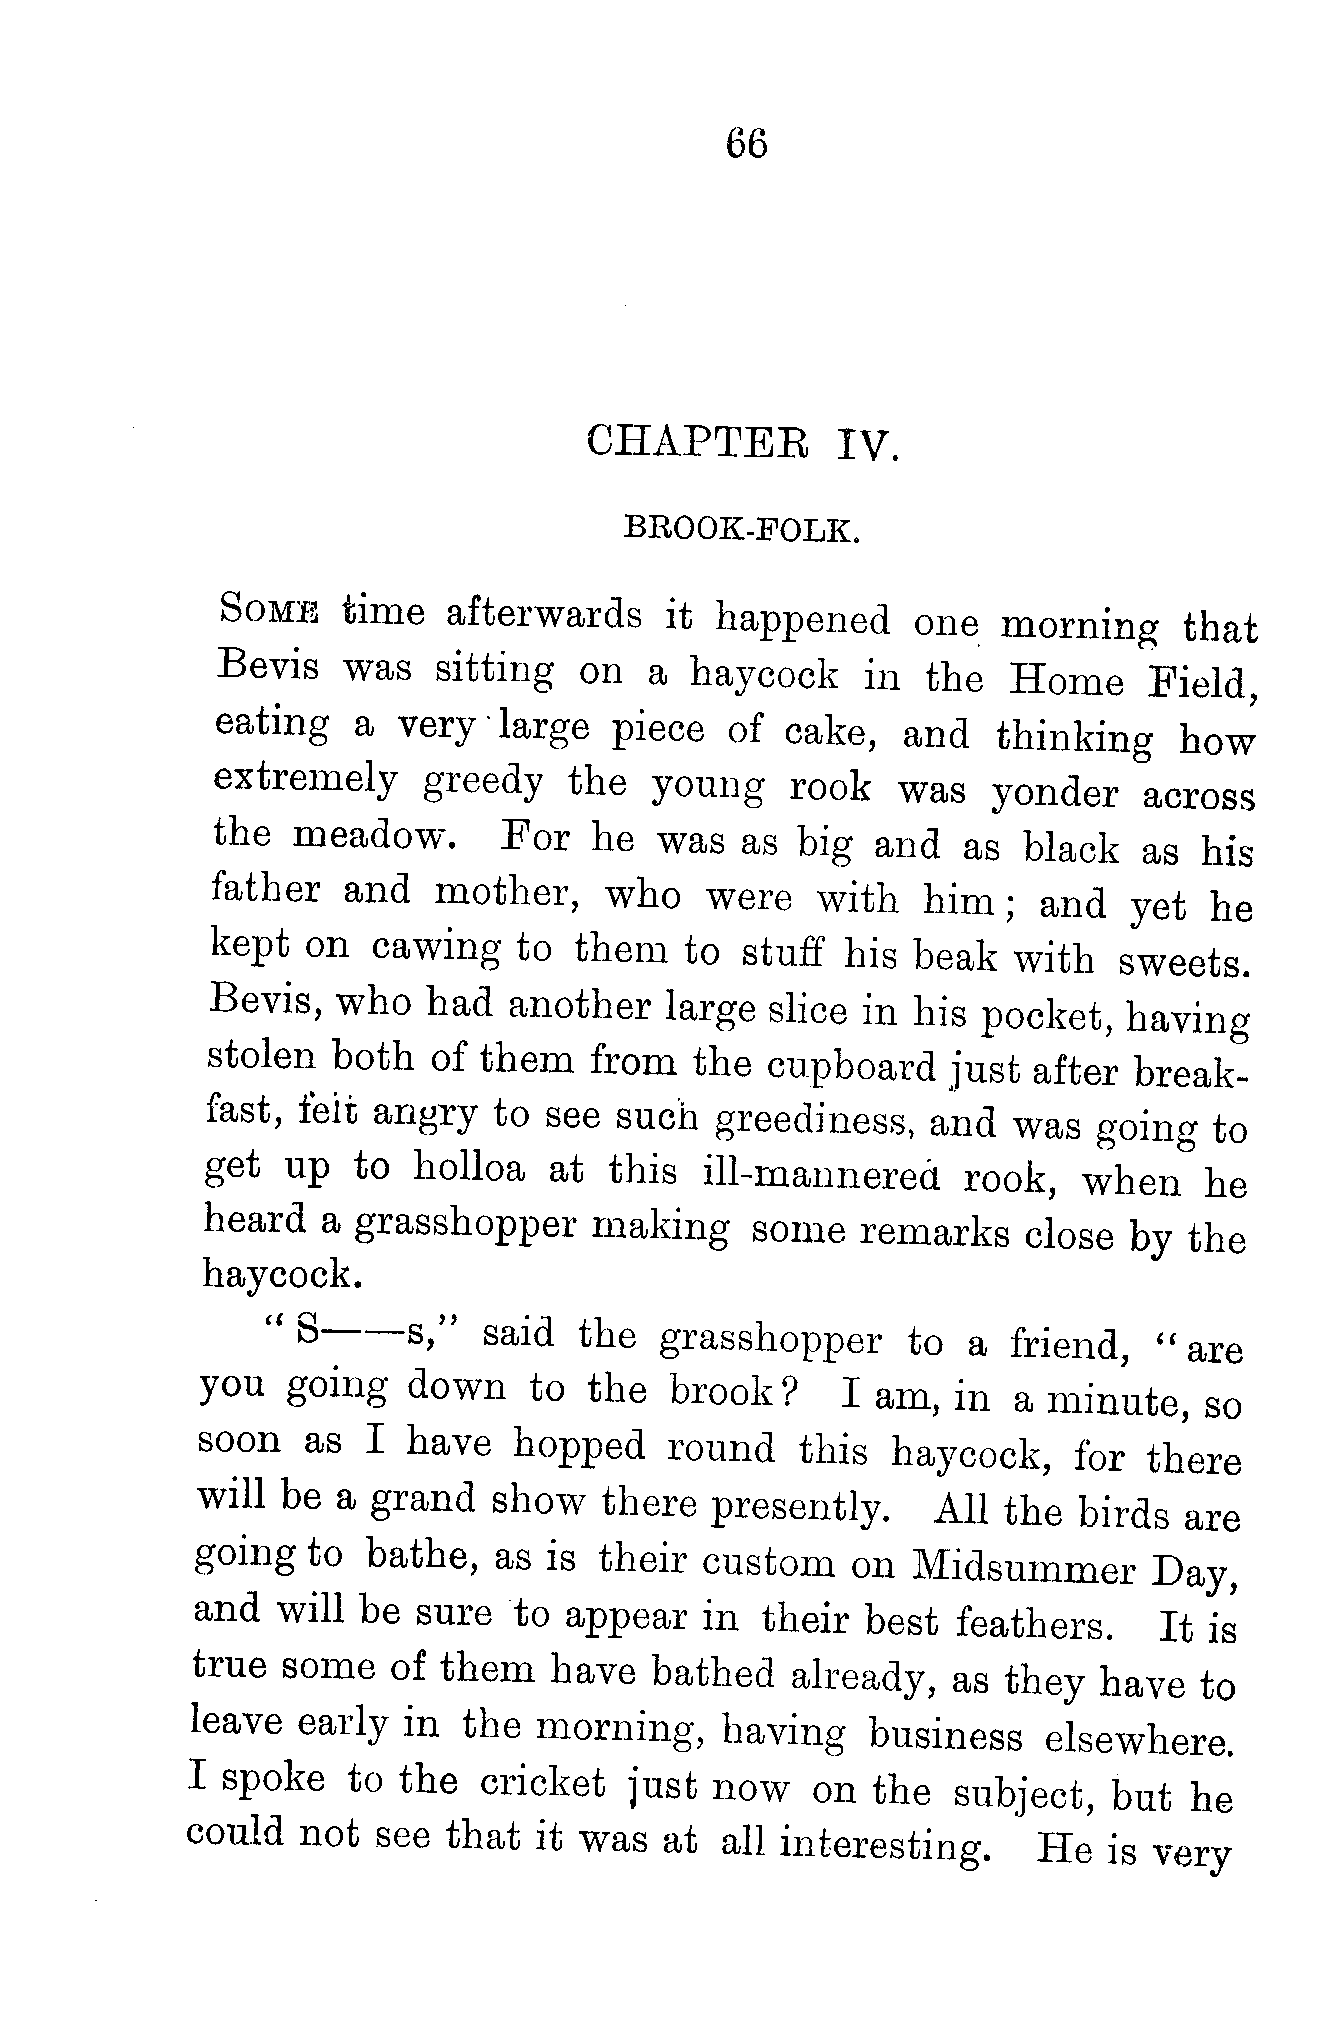 66
CHAPTER IV.
BROOK-FOLK.
SOME time afterwards it happened one morning that
Bevis was sitting on a haycock in the Home Field,
eating a very large piece of cake, and thinking how
extremely greedy the young rook was yonder across
the meadow. For he was as big and as black as his
father and mother, who were with him; and yet he
kept on cawing to them to stuff his beak with sweets.
Bevis, who had another large slice in his pocket, having
stolen both of them from the cupboard just after break-
fast, felt angry to see such greediness, and was going to
get up to holloa at this ill-mannered rook, when he
heard a grasshopper making some remarks close by the
haycock.
“S——s,” said the grasshopper to a friend, “are
you going down to the brook? I am, in a minute, so
soon as I have hopped round this haycock, for there
will be a grand show there presently. All the birds are
going to bathe, as is their custom on Midsummer Day,
and will be sure to appear in their best feathers. It is
true some of them have bathed already, as they have to
leave early in the morning, having business elsewhere.
I spoke to the cricket just now on the subject, but he
could not see that it was at all interesting. He is very